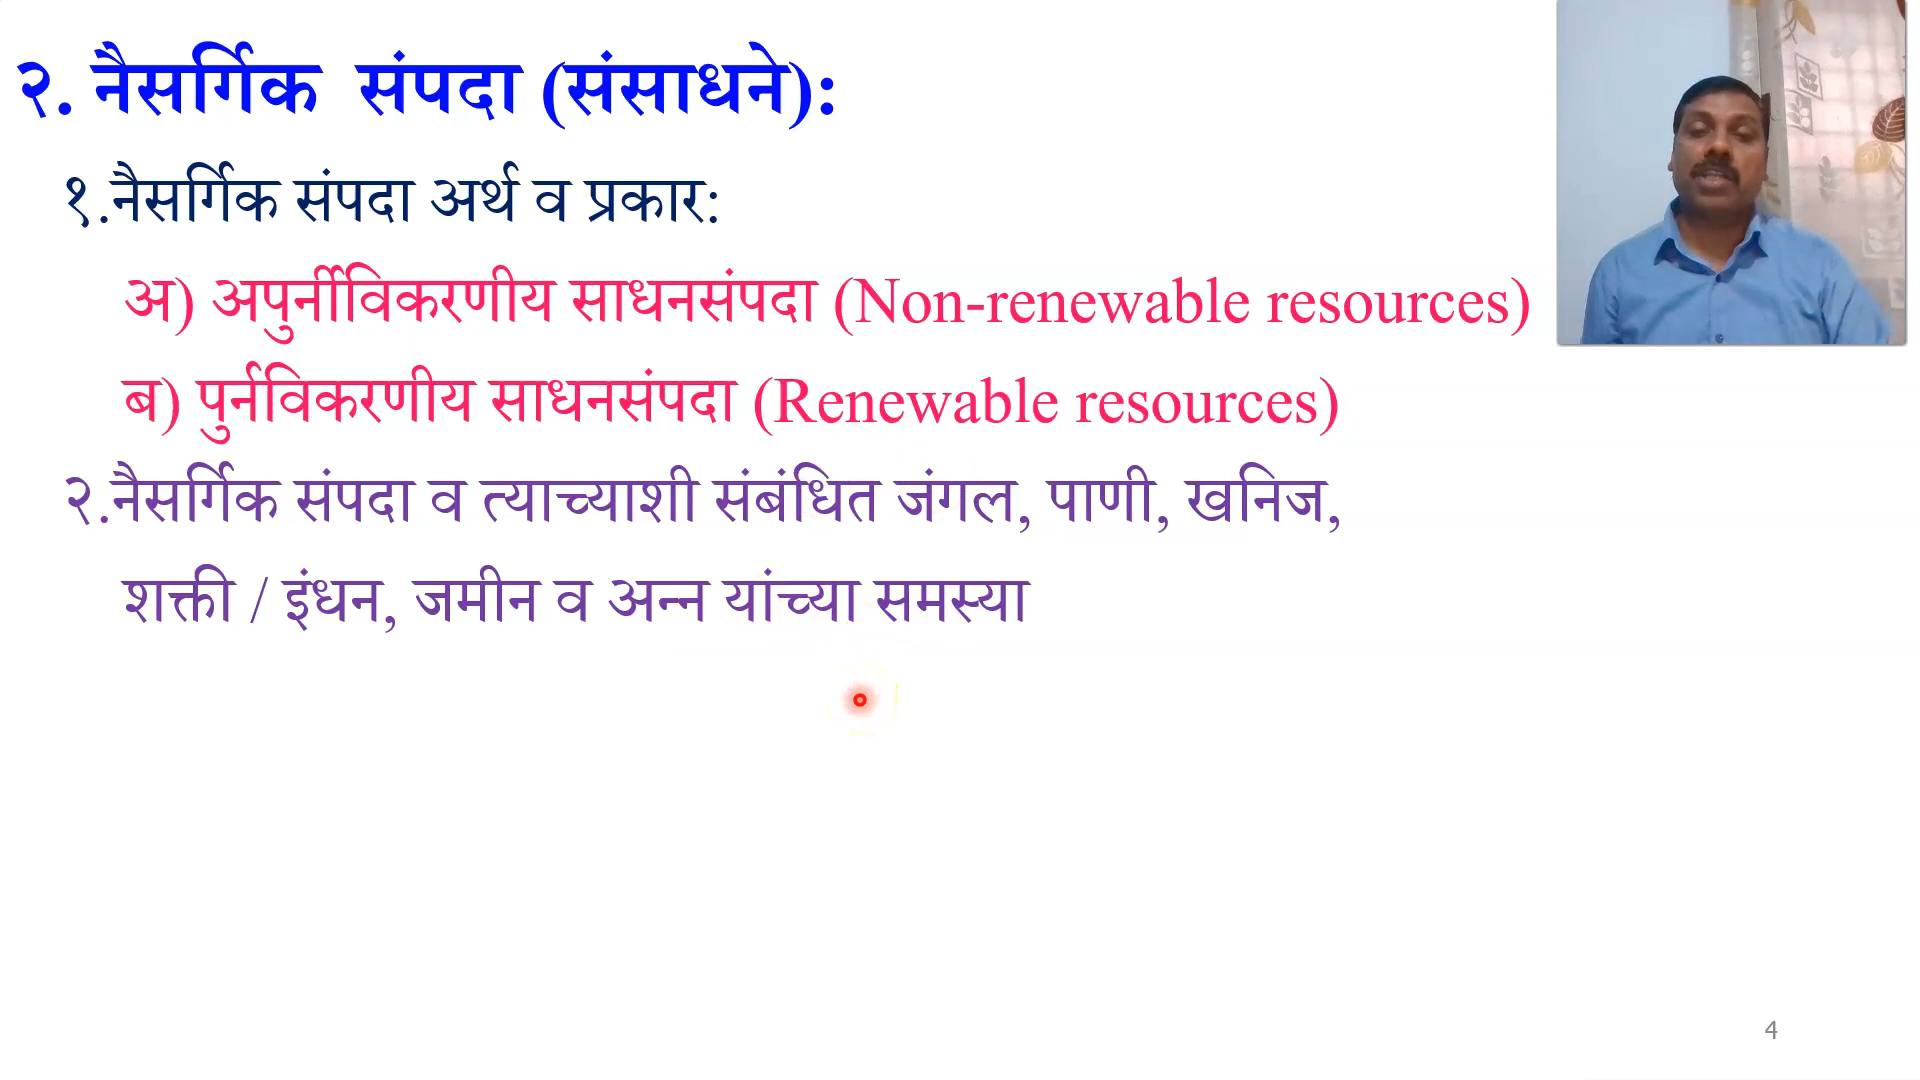 २. नैसर्गिक संपदा (संसाधने):
१.नैसर्गिक संपदा अर्थ व प्रकार:
अ) अपुर्नीविकरणीय साधनसंपदा (Non-renewable resources)
ब) पुर्नविकरणीय साधनसंपदा (Renewable resources)
२.नैसर्गिक संपदा व त्याच्याशी संबंधित जंगल, पाणी, खनिज,
शक्ती / इंधन, जमीन व अन्न यांच्या समस्या
4